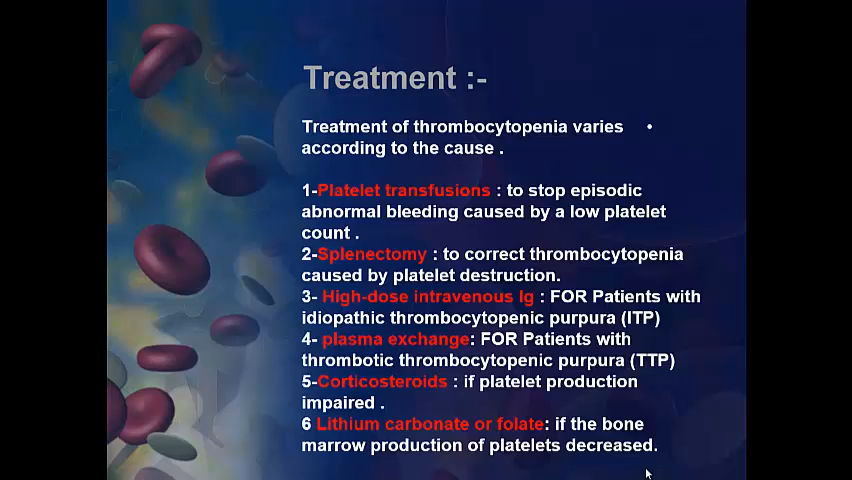 Treatment :-
Treatment of thrombocytopenia varies •
according to the cause .
1-Platelet transfusions : to stop episodic
abnormal bleeding caused by a low platelet
count .
2-Splenectomy : to correct thrombocytopenia
caused by platelet destruction.
3- High-dose intravenous Ig : FOR Patients with
idiopathic thrombocytopenic purpura (ITP)
4- plasma exchange: FOR Patients with
thrombotic thrombocytopenic purpura (TTP)
5-Corticosteroids : if platelet production
impaired .
6 Lithium carbonate or folate: if the bone
marrow production of platelets decreased.